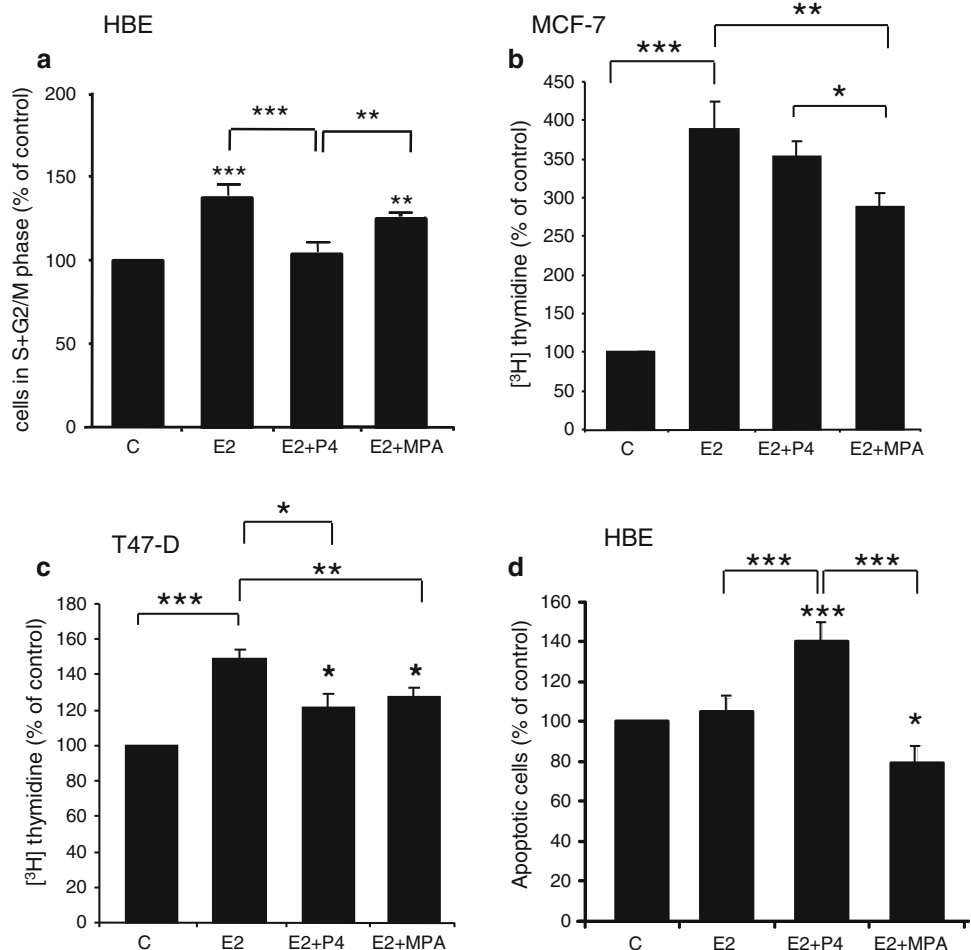 HBE
a
cells in S+G2/M phase (% of control)
200
150
100
50
0
***
**
***
**
C
E2
E2+P4
E2+MPA
MCF-7
b
[³H] thymidine (% of control)
450
400
350
300
250
200
150
100
50
0
***
**
*
C
E2
E2+P4
E2+MPA
T47-D
c
[³H] thymidine (% of control)
180
160
140
120
100
80
60
40
20
0
*
**
***
*
*
C
E2
E2+P4
E2+MPA
HBE
d
Apoptotic cells (% of control)
160
140
120
100
80
60
40
20
0
***
***
***
*
C
E2
E2+P4
E2+MPA